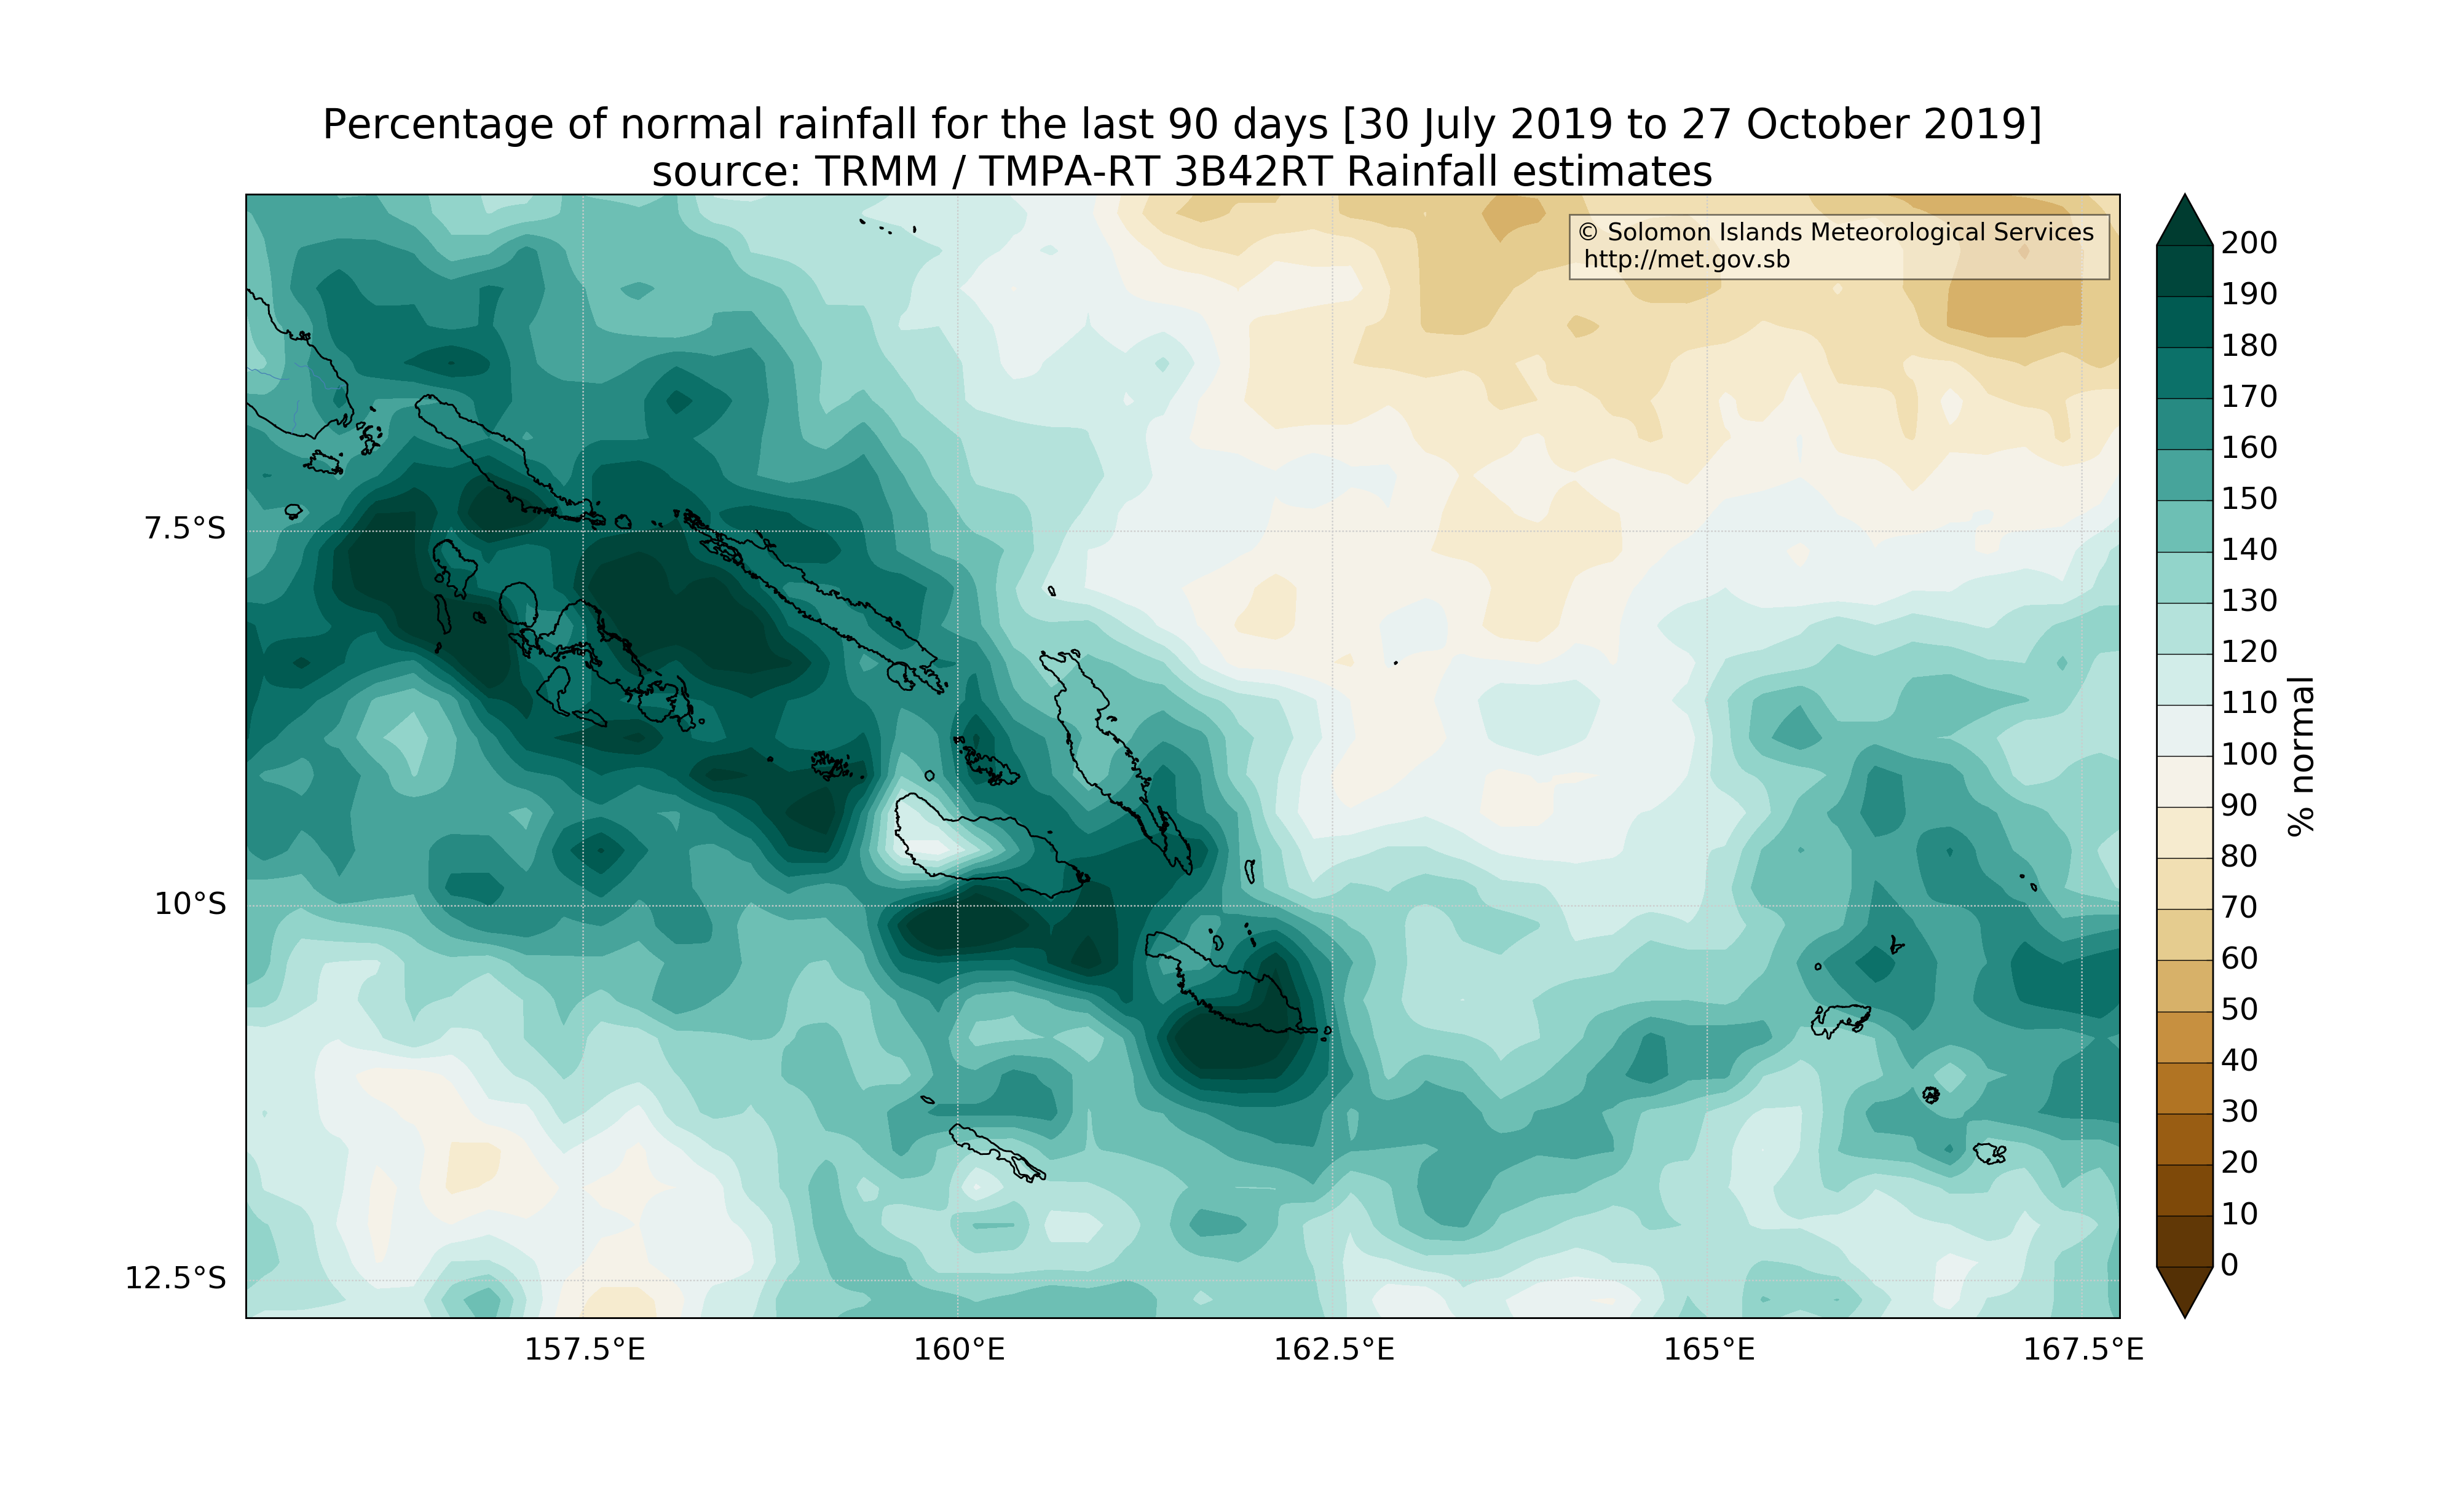 Percentage of normal rainfall for the last 90 days [30 July 2019 to 27 October 2019]
source: TRMM / TMPA-RT 3B42RT Rainfall estimates
© Solomon Islands Meteorological Services
http://met.gov.sb
7.5°S
10°S
12.5°S
157.5°E
160°E
162.5°E
165°E
167.5°E
200
190
180
170
160
150
140
130
120
110
100
90
80
70
60
50
40
30
20
10
0
% normal